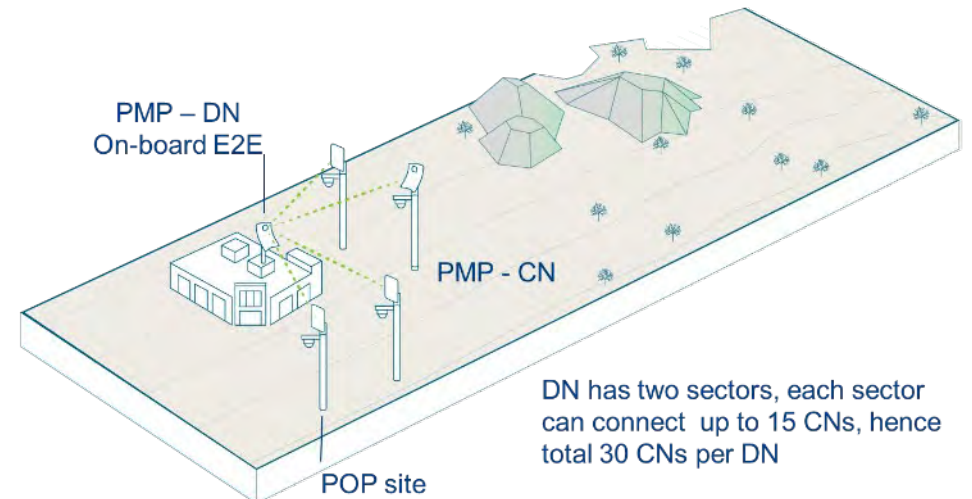 PMP – DN
On-board E2E
PMP - CN
DN has two sectors, each sector
can connect up to 15 CNs, hence
total 30 CNs per DN
POP site